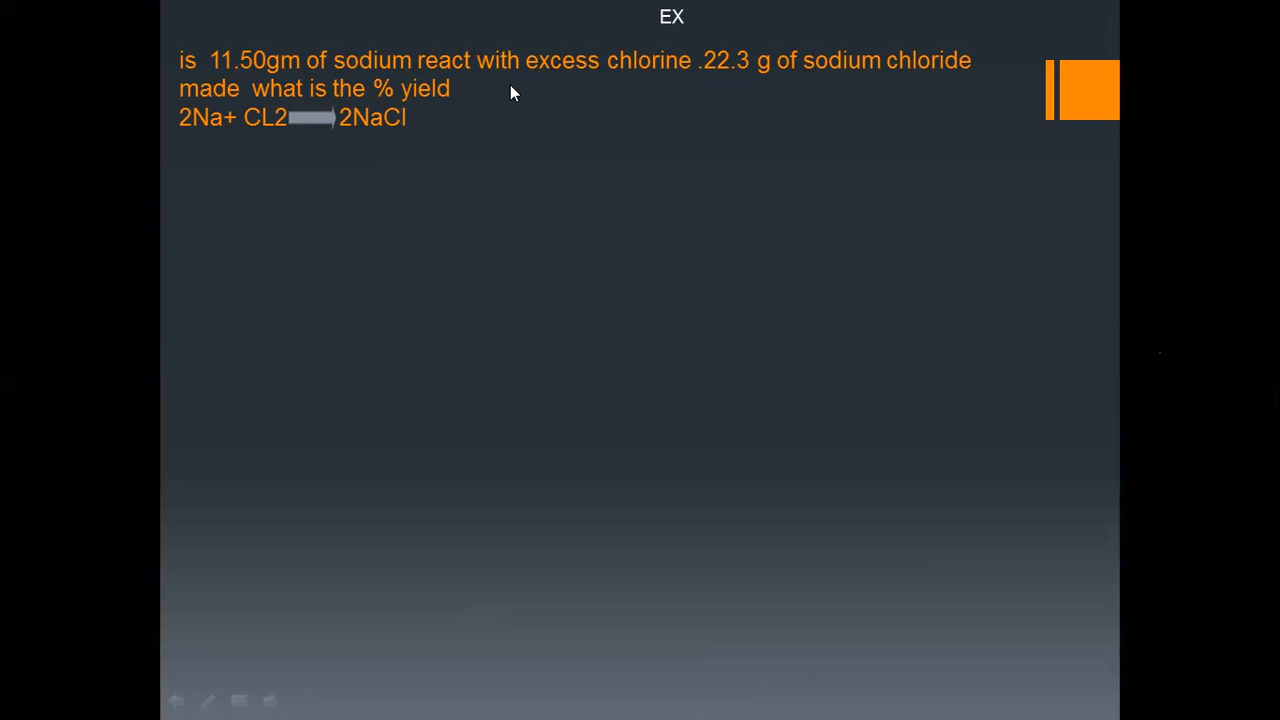 EX
is 11.50gm of sodium react with excess chlorine .22.3 g of sodium chloride
made what is the % yield
2Na+ CL2 2NaCl